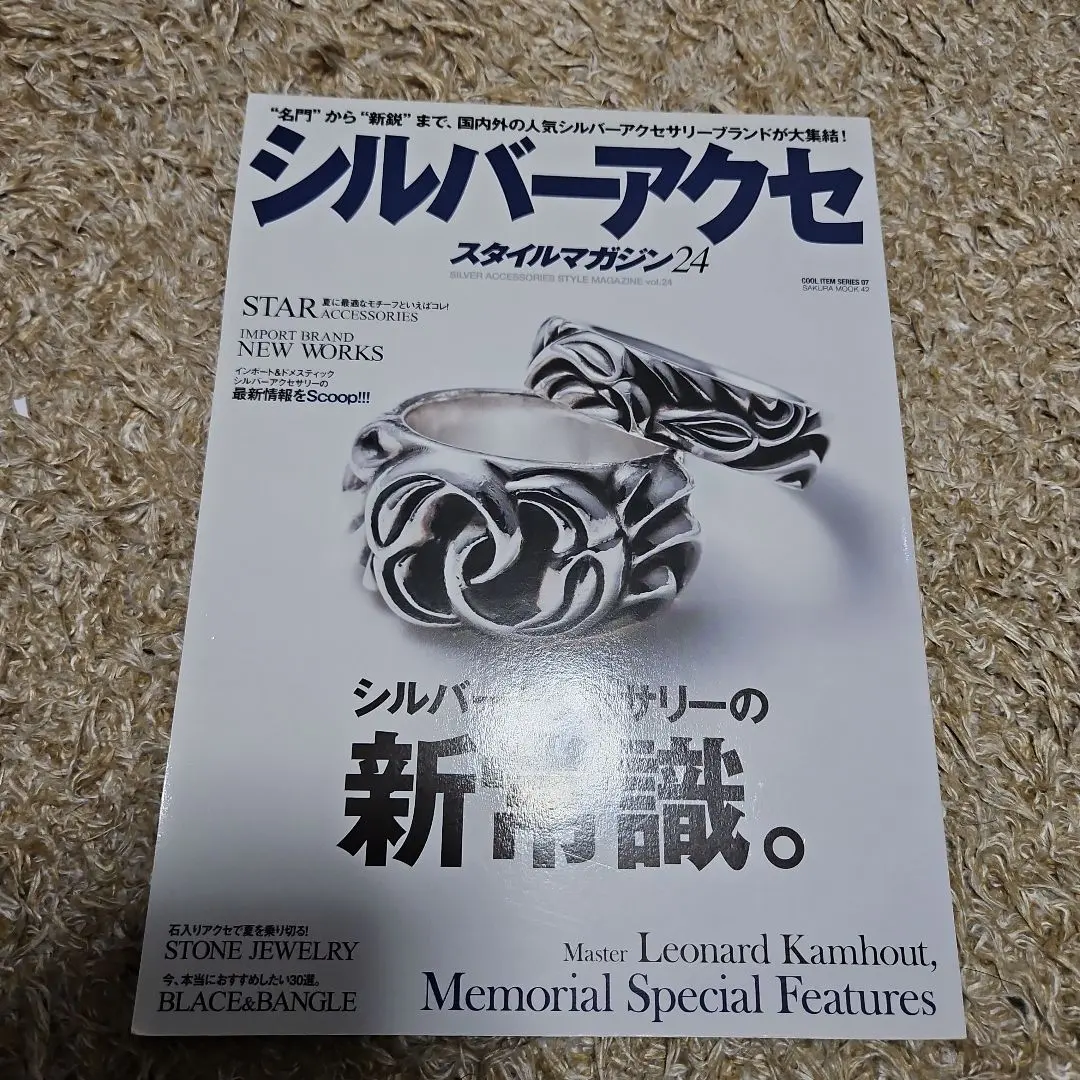 “名門”から“新鋭”まで、国内外の人気シルバーアクセサリーブランドが大集結!
シルバーアクセ
スタイルマガジン24
SILVER ACCESSORIES STYLE MAGAZINE vol.24
COOL ITEM SERIES 07
SAKURA MOOK 42
STAR 夏に最適なモチーフといえばコレ!
ACCESSORIES
IMPORT BRAND
NEW WORKS
インポート&ドメスティック
シルバーアクセサリーの
最新情報をScoop!!!
シルバーアクセサリーの
新常識。
石入りアクセで夏を乗り切る!
STONE JEWELRY
今、本当におすすめしたい30選。
BLACE&BANGLE
Master Leonard Kamhout,
Memorial Special Features